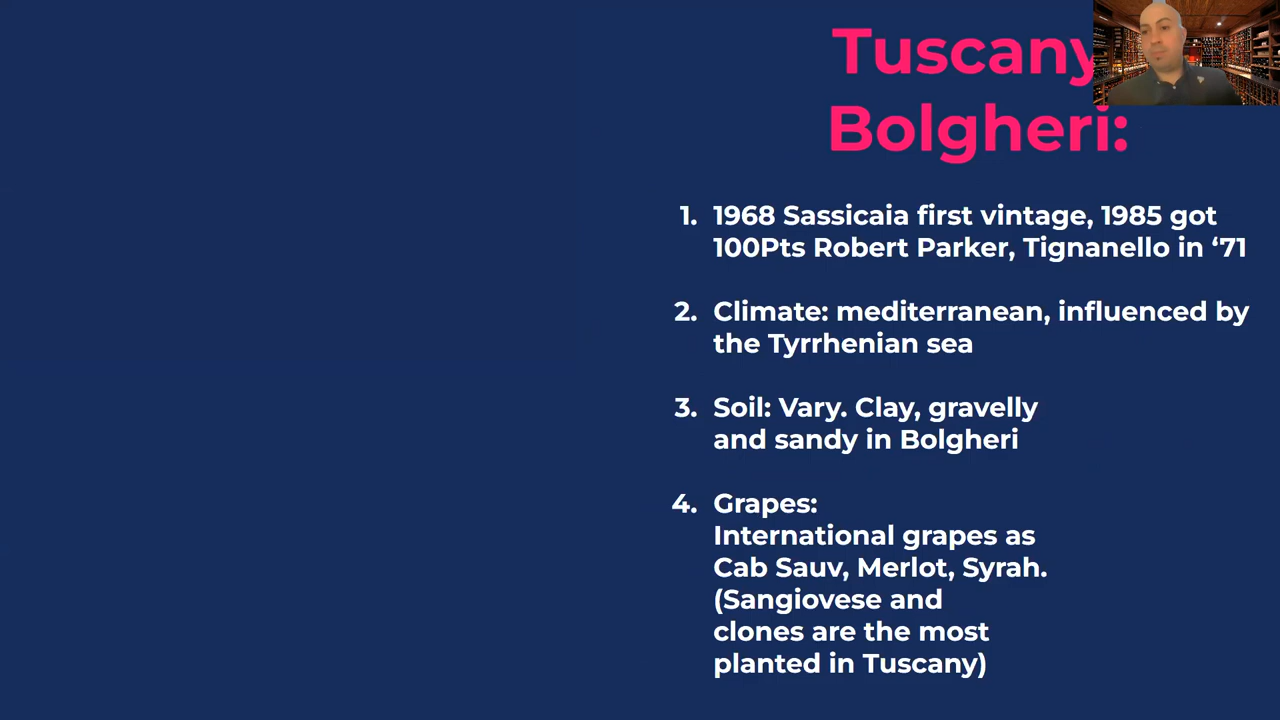 Tuscany
Bolgheri:
1. 1968 Sassicaia first vintage, 1985 got
100Pts Robert Parker, Tignanello in ‘71
2. Climate: mediterranean, influenced by
the Tyrrhenian sea
3. Soil: Vary. Clay, gravelly
and sandy in Bolgheri
4. Grapes:
International grapes as
Cab Sauv, Merlot, Syrah.
(Sangiovese and
clones are the most
planted in Tuscany)